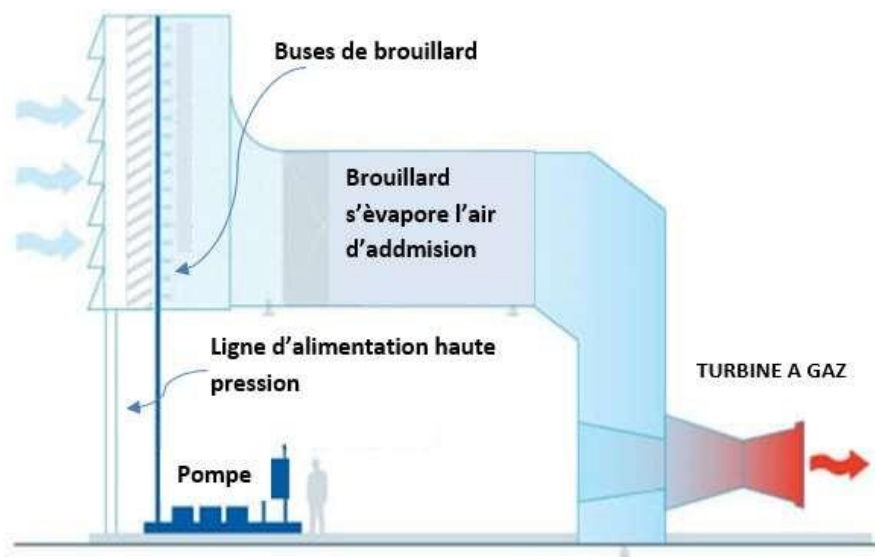 Buses de brouillard
Brouillard
s’èvapore l’air
d’addmision
Ligne d’alimentation haute
pression
TURBINE A GAZ
Pompe